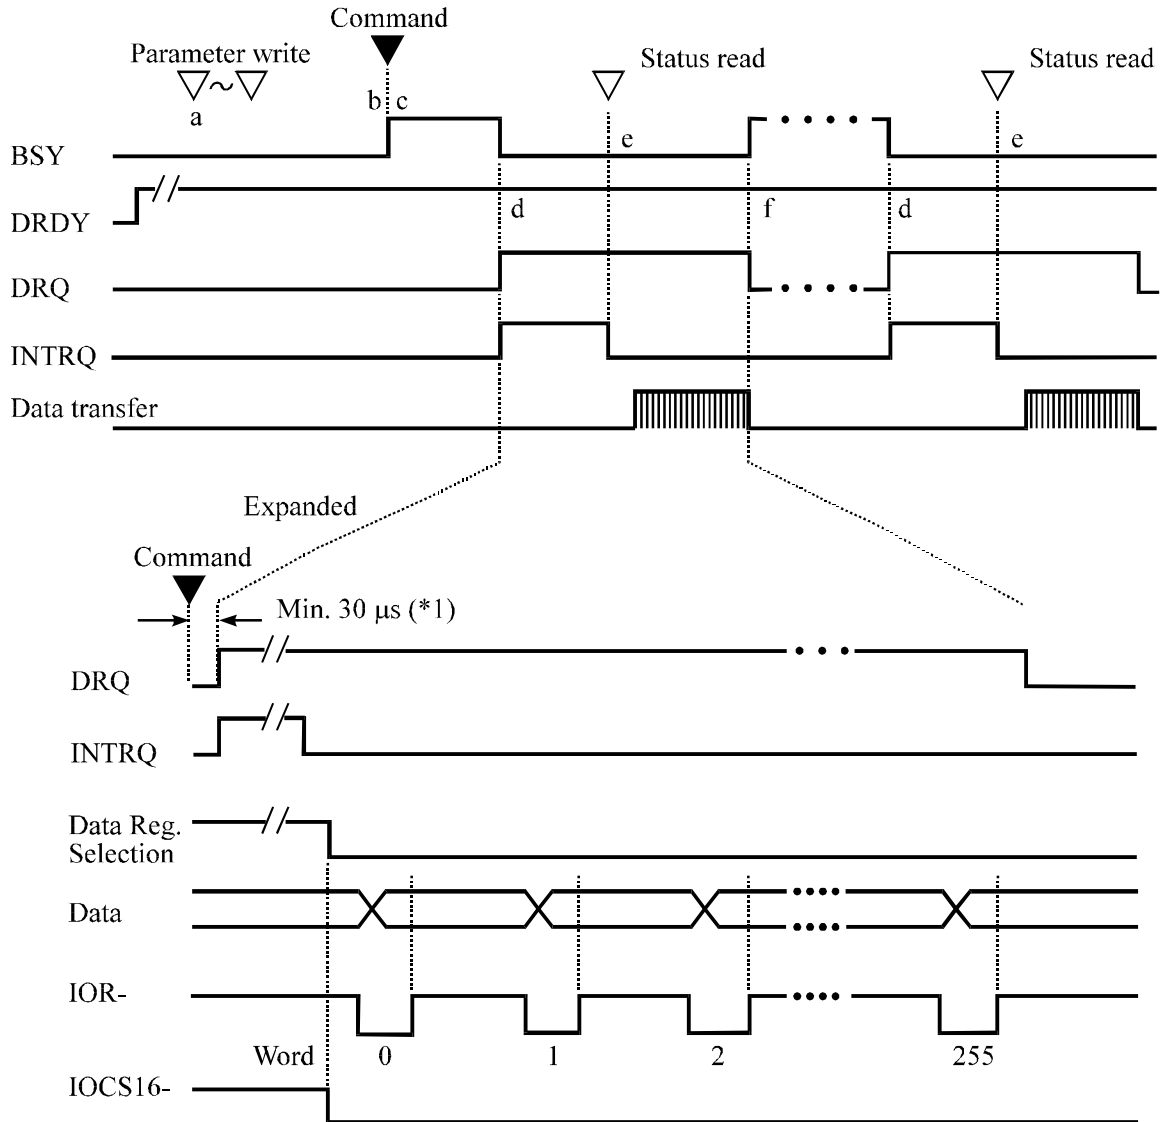 Command
Parameter write
Status read
Status read
a
b
c
BSY
e
e
DRDY
d
f
d
DRQ
INTRQ
Data transfer
Expanded
Command
Min. 30 μs (*1)
DRQ
INTRQ
Data Reg.
Selection
Data
IOR-
Word 0 1 2 255
IOCS16-